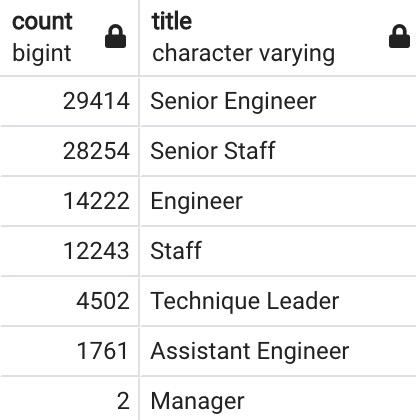 count title
bigint character varying
29414 Senior Engineer
28254 Senior Staff
14222 Engineer
12243 Staff
4502 Technique Leader
1761 Assistant Engineer
2 Manager